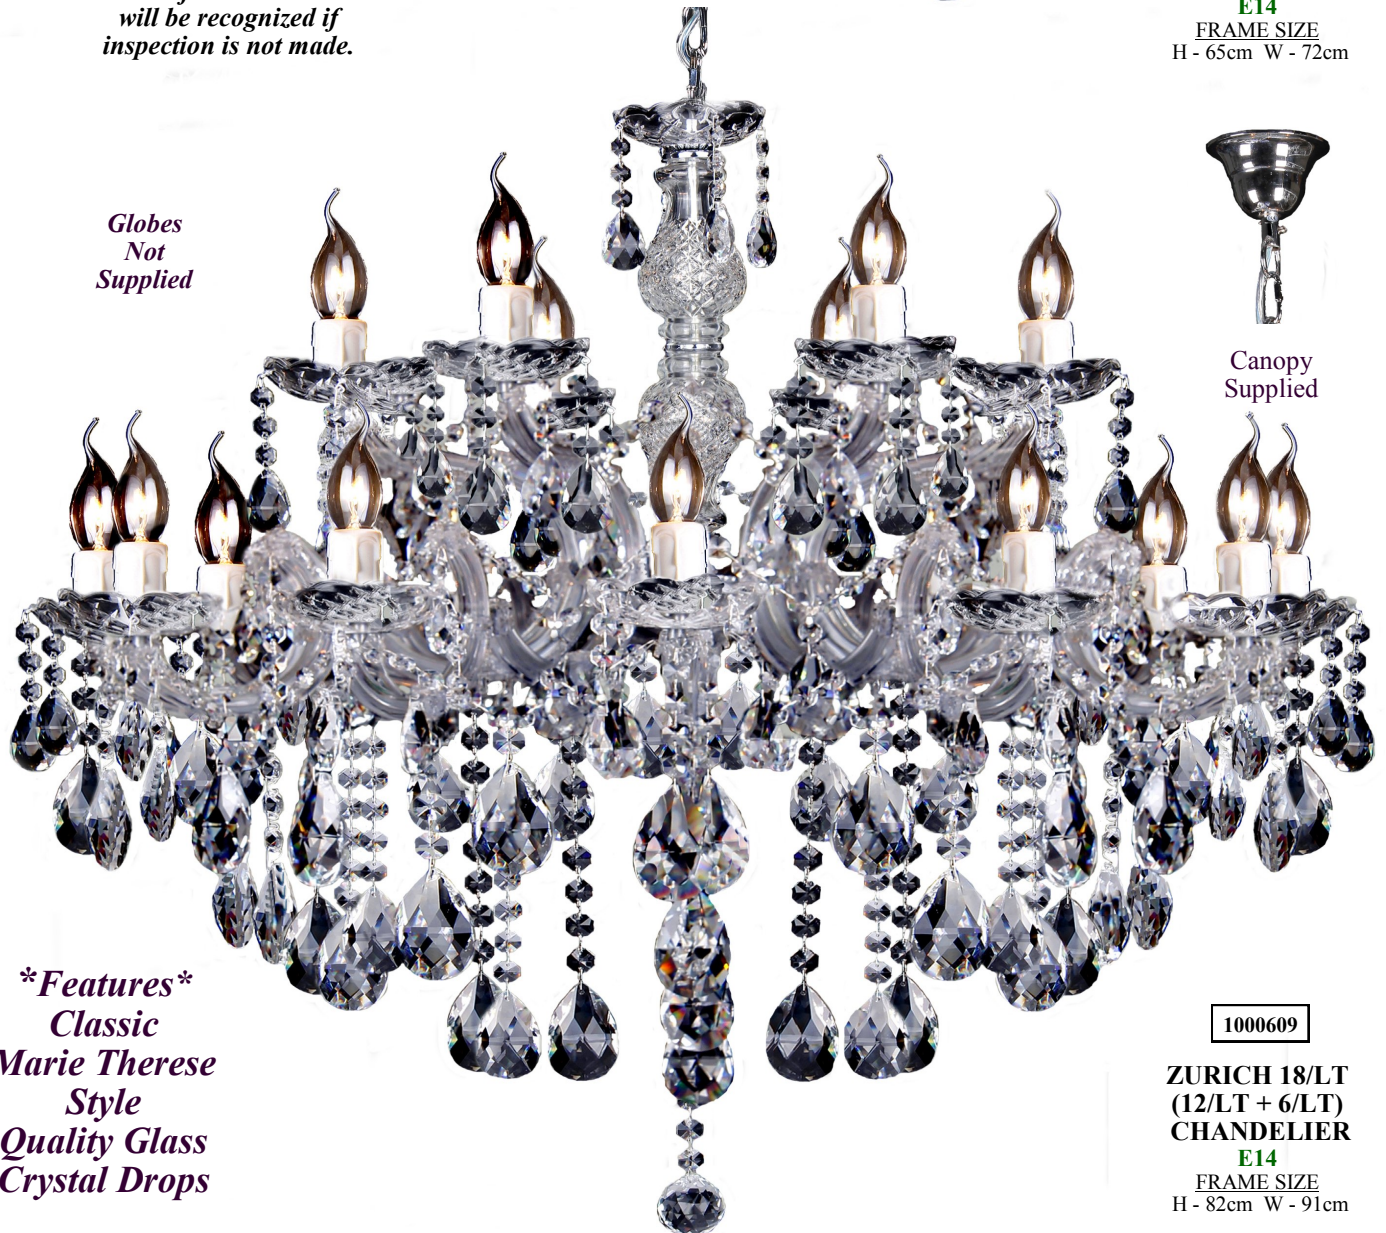 will be recognized if
inspection is not made.
E14
FRAME SIZE
H - 65cm W - 72cm
Globes
Not
Supplied
Canopy
Supplied
*Features*
Classic
Marie Therese
Style
Quality Glass
Crystal Drops
1000609
ZURICH 18/LT
(12/LT + 6/LT)
CHANDELIER
E14
FRAME SIZE
H - 82cm W - 91cm